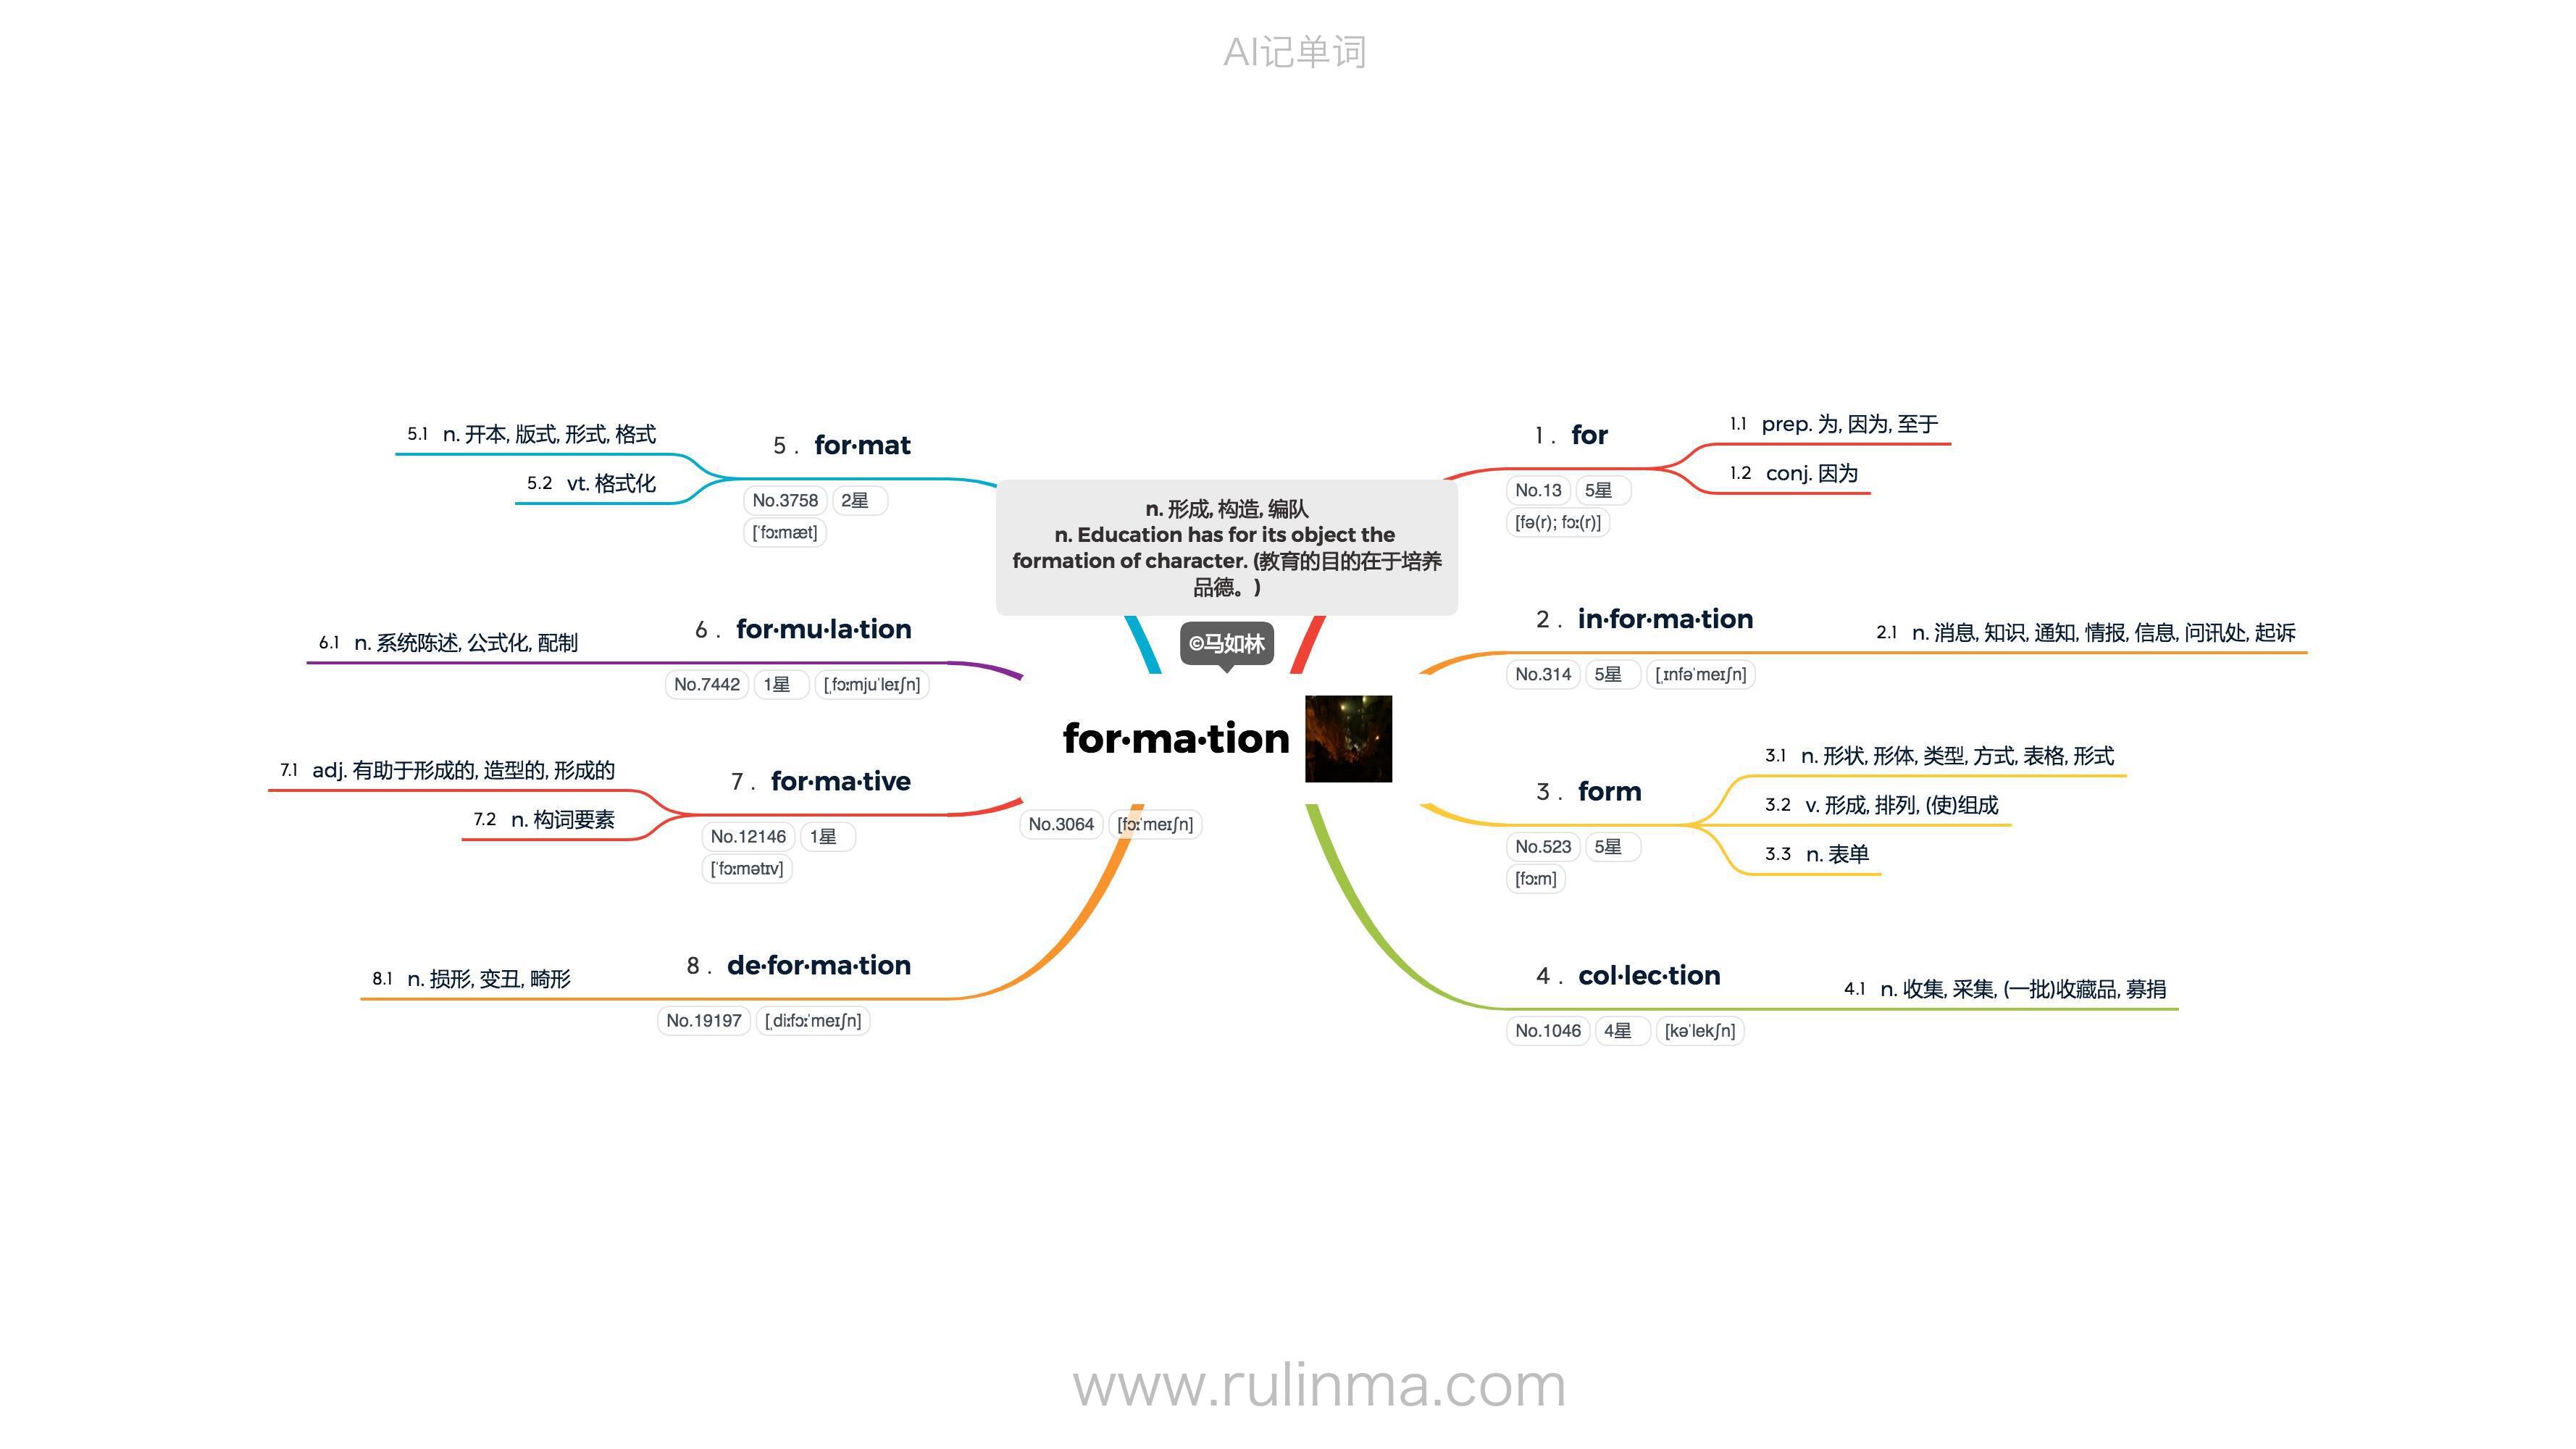 AI记单词
n. 形成, 构造, 编队
n. Education has for its object the
formation of character. (教育的目的在于培养
品德。)
©马如林
for·ma·tion
No.3064 [fɔːˈmeɪʃn]
1. for
No.13 5星
[fə(r); fɔː(r)]
1.1 prep. 为, 因为, 至于
1.2 conj. 因为
2. in·for·ma·tion
No.314 5星 [ˌɪnfəˈmeɪʃn]
2.1 n. 消息, 知识, 通知, 情报, 信息, 问讯处, 起诉
3. form
No.523 5星
[fɔːm]
3.1 n. 形状, 形体, 类型, 方式, 表格, 形式
3.2 v. 形成, 排列, (使)组成
3.3 n. 表单
4. col·lec·tion
No.1046 4星 [kəˈlekʃn]
4.1 n. 收集, 采集, (一批)收藏品, 募捐
5. for·mat
No.3758 2星
[ˈfɔːmæt]
5.1 n. 开本, 版式, 形式, 格式
5.2 vt. 格式化
6. for·mu·la·tion
No.7442 1星 [ˌfɔːmjuˈleɪʃn]
6.1 n. 系统陈述, 公式化, 配制
7. for·ma·tive
No.12146 1星
[ˈfɔːmətɪv]
7.1 adj. 有助于形成的, 造型的, 形成的
7.2 n. 构词要素
8. de·for·ma·tion
No.19197 [ˌdiːfɔːˈmeɪʃn]
8.1 n. 损形, 变丑, 畸形
www.rulinma.com